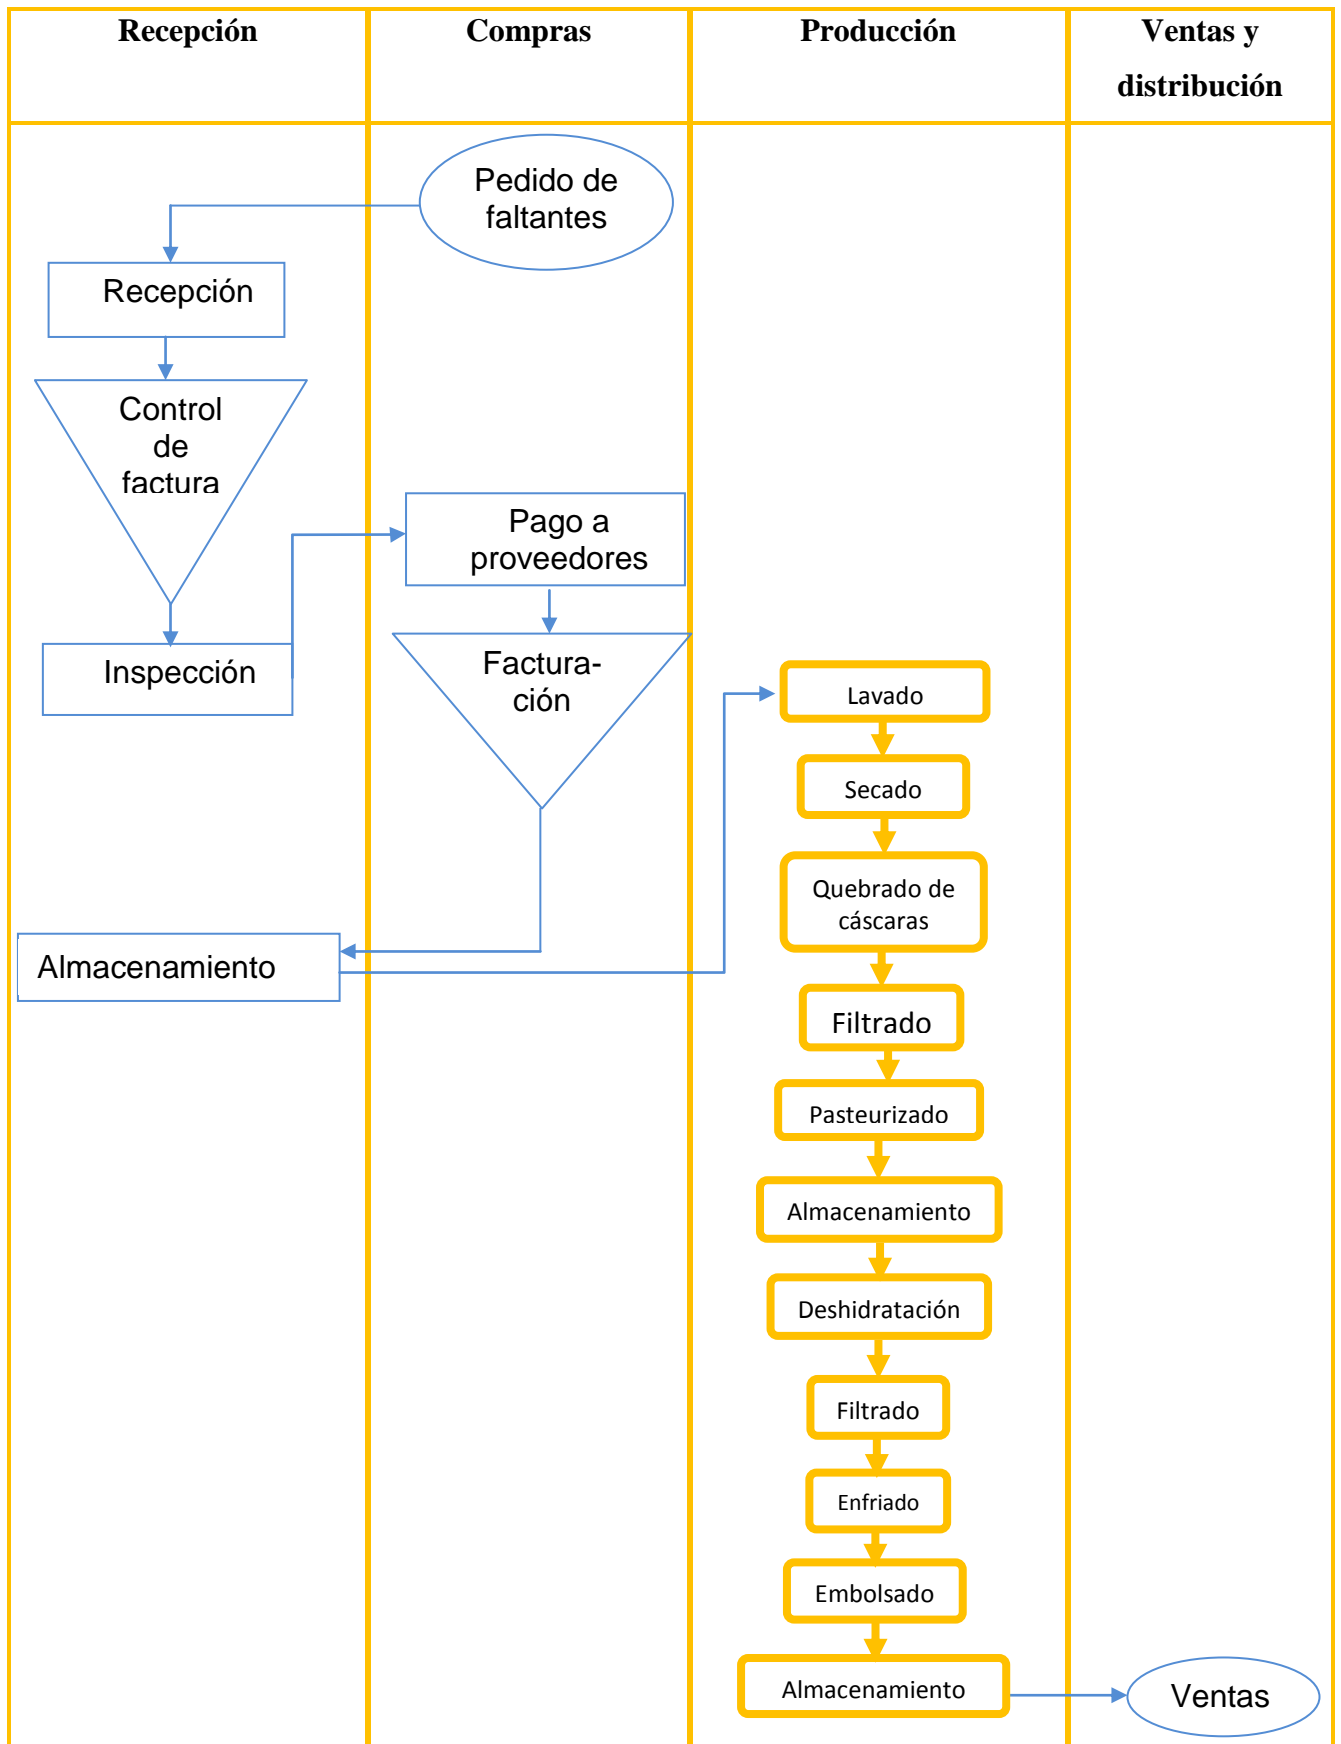 Recepción
Compras
Producción
Ventas y
distribución
Pedido de
faltantes
Recepción
Control
de
factura
Pago a
proveedores
Inspección
Factura-
ción
Lavado
Secado
Quebrado de
cáscaras
Almacenamiento
Filtrado
Pasteurizado
Almacenamiento
Deshidratación
Filtrado
Enfriado
Embolsado
Almacenamiento
Ventas